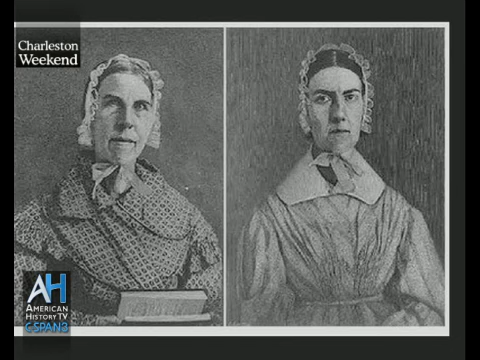 Charleston
Weekend
AH
AMERICAN
HISTORY TV
C-SPAN3